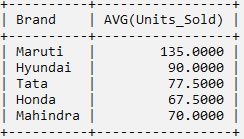 +----------+-----------------+
| Brand    | AVG(Units_Sold) |
+----------+-----------------+
| Maruti   |        135.0000 |
| Hyundai  |         90.0000 |
| Tata     |         77.5000 |
| Honda    |         67.5000 |
| Mahindra |         70.0000 |
+----------+-----------------+